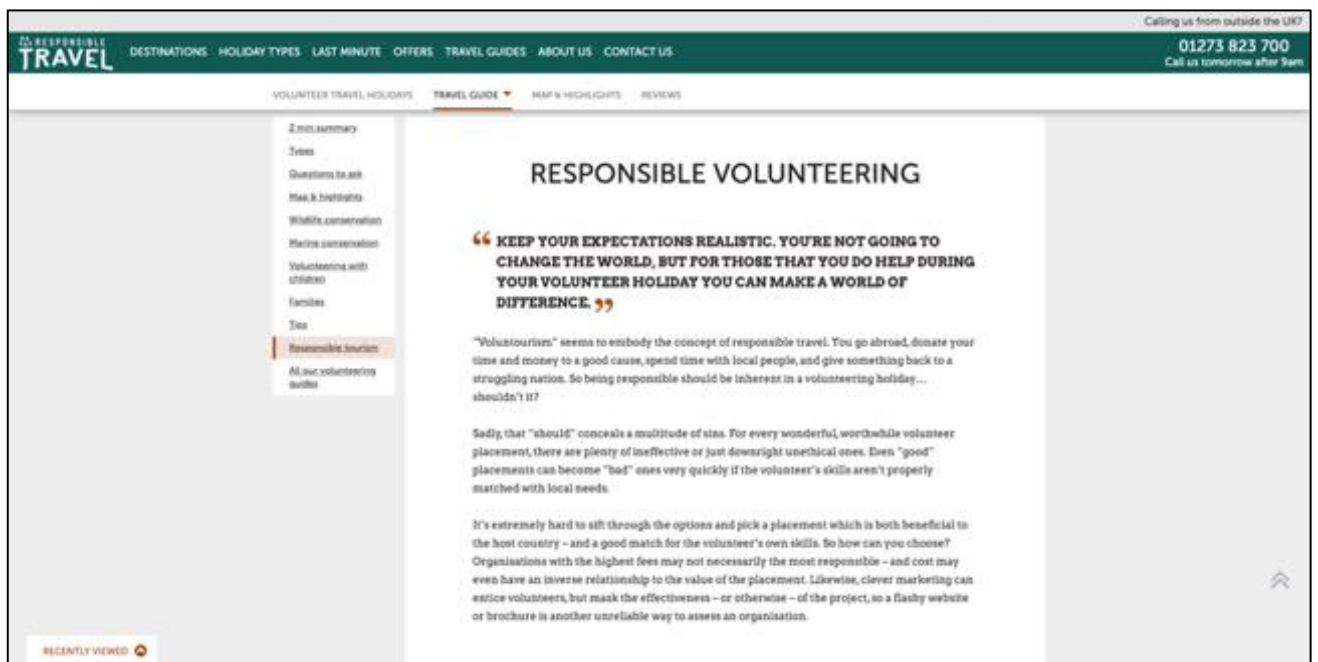 Calling us from outside the UK?
RESPONSIBLE
TRAVEL
DESTINATIONS HOLIDAY TYPES LAST MINUTE OFFERS TRAVEL GUIDES ABOUT US CONTACT US
01273 823 700
Call us tomorrow after 9am
VOLUNTEER TRAVEL HOLIDAYS TRAVEL GUIDE MAP & HIGHLIGHTS REVIEWS
2 min summary
Types
Questions to ask
Map & highlights
Wildlife conservation
Marine conservation
Volunteering with
children
Families
Tips
Responsible tourism
All our volunteering
guides
RESPONSIBLE VOLUNTEERING
“ KEEP YOUR EXPECTATIONS REALISTIC. YOU'RE NOT GOING TO
CHANGE THE WORLD, BUT FOR THOSE THAT YOU DO HELP DURING
YOUR VOLUNTEER HOLIDAY YOU CAN MAKE A WORLD OF
DIFFERENCE. ”
"Voluntourism" seems to embody the concept of responsible travel. You go abroad, donate your
time and money to a good cause, spend time with local people, and give something back to a
struggling nation. So being responsible should be inherent in a volunteering holiday…
shouldn't it?
Sadly, that "should" conceals a multitude of sins. For every wonderful, worthwhile volunteer
placement, there are plenty of ineffective or just downright unethical ones. Even "good"
placements can become "bad" ones very quickly if the volunteer's skills aren't properly
matched with local needs.
It's extremely hard to sift through the options and pick a placement which is both beneficial to
the host country – and a good match for the volunteer's own skills. So how can you choose?
Organisations with the highest fees may not necessarily the most responsible – and cost may
even have an inverse relationship to the value of the placement. Likewise, clever marketing can
entice volunteers, but mask the effectiveness – or otherwise – of the project, so a flashy website
or brochure is another unreliable way to assess an organisation.
RECENTLY VIEWED